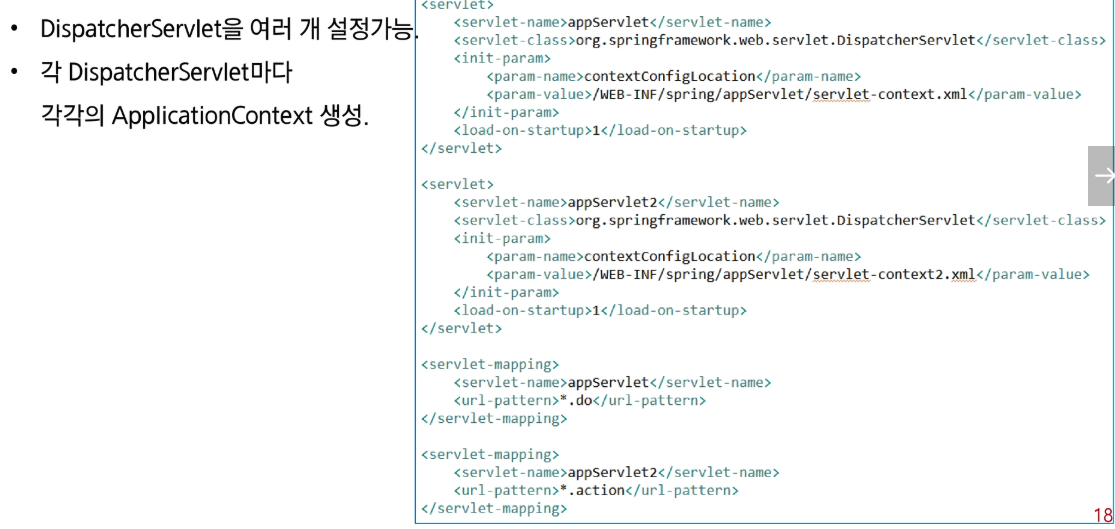 • DispatcherServlet을 여러 개 설정가능.
• 각 DispatcherServlet마다
각각의 ApplicationContext 생성.
<servlet>
<servlet-name>appServlet</servlet-name>
<servlet-class>org.springframework.web.servlet.DispatcherServlet</servlet-class>
<init-param>
<param-name>contextConfigLocation</param-name>
<param-value>/WEB-INF/spring/appServlet/servlet-context.xml</param-value>
</init-param>
<load-on-startup>1</load-on-startup>
</servlet>
<servlet>
<servlet-name>appServlet2</servlet-name>
<servlet-class>org.springframework.web.servlet.DispatcherServlet</servlet-class>
<init-param>
<param-name>contextConfigLocation</param-name>
<param-value>/WEB-INF/spring/appServlet/servlet-context2.xml</param-value>
</init-param>
<load-on-startup>1</load-on-startup>
</servlet>
<servlet-mapping>
<servlet-name>appServlet</servlet-name>
<url-pattern>*.do</url-pattern>
</servlet-mapping>
<servlet-mapping>
<servlet-name>appServlet2</servlet-name>
<url-pattern>*.action</url-pattern>
</servlet-mapping>
18